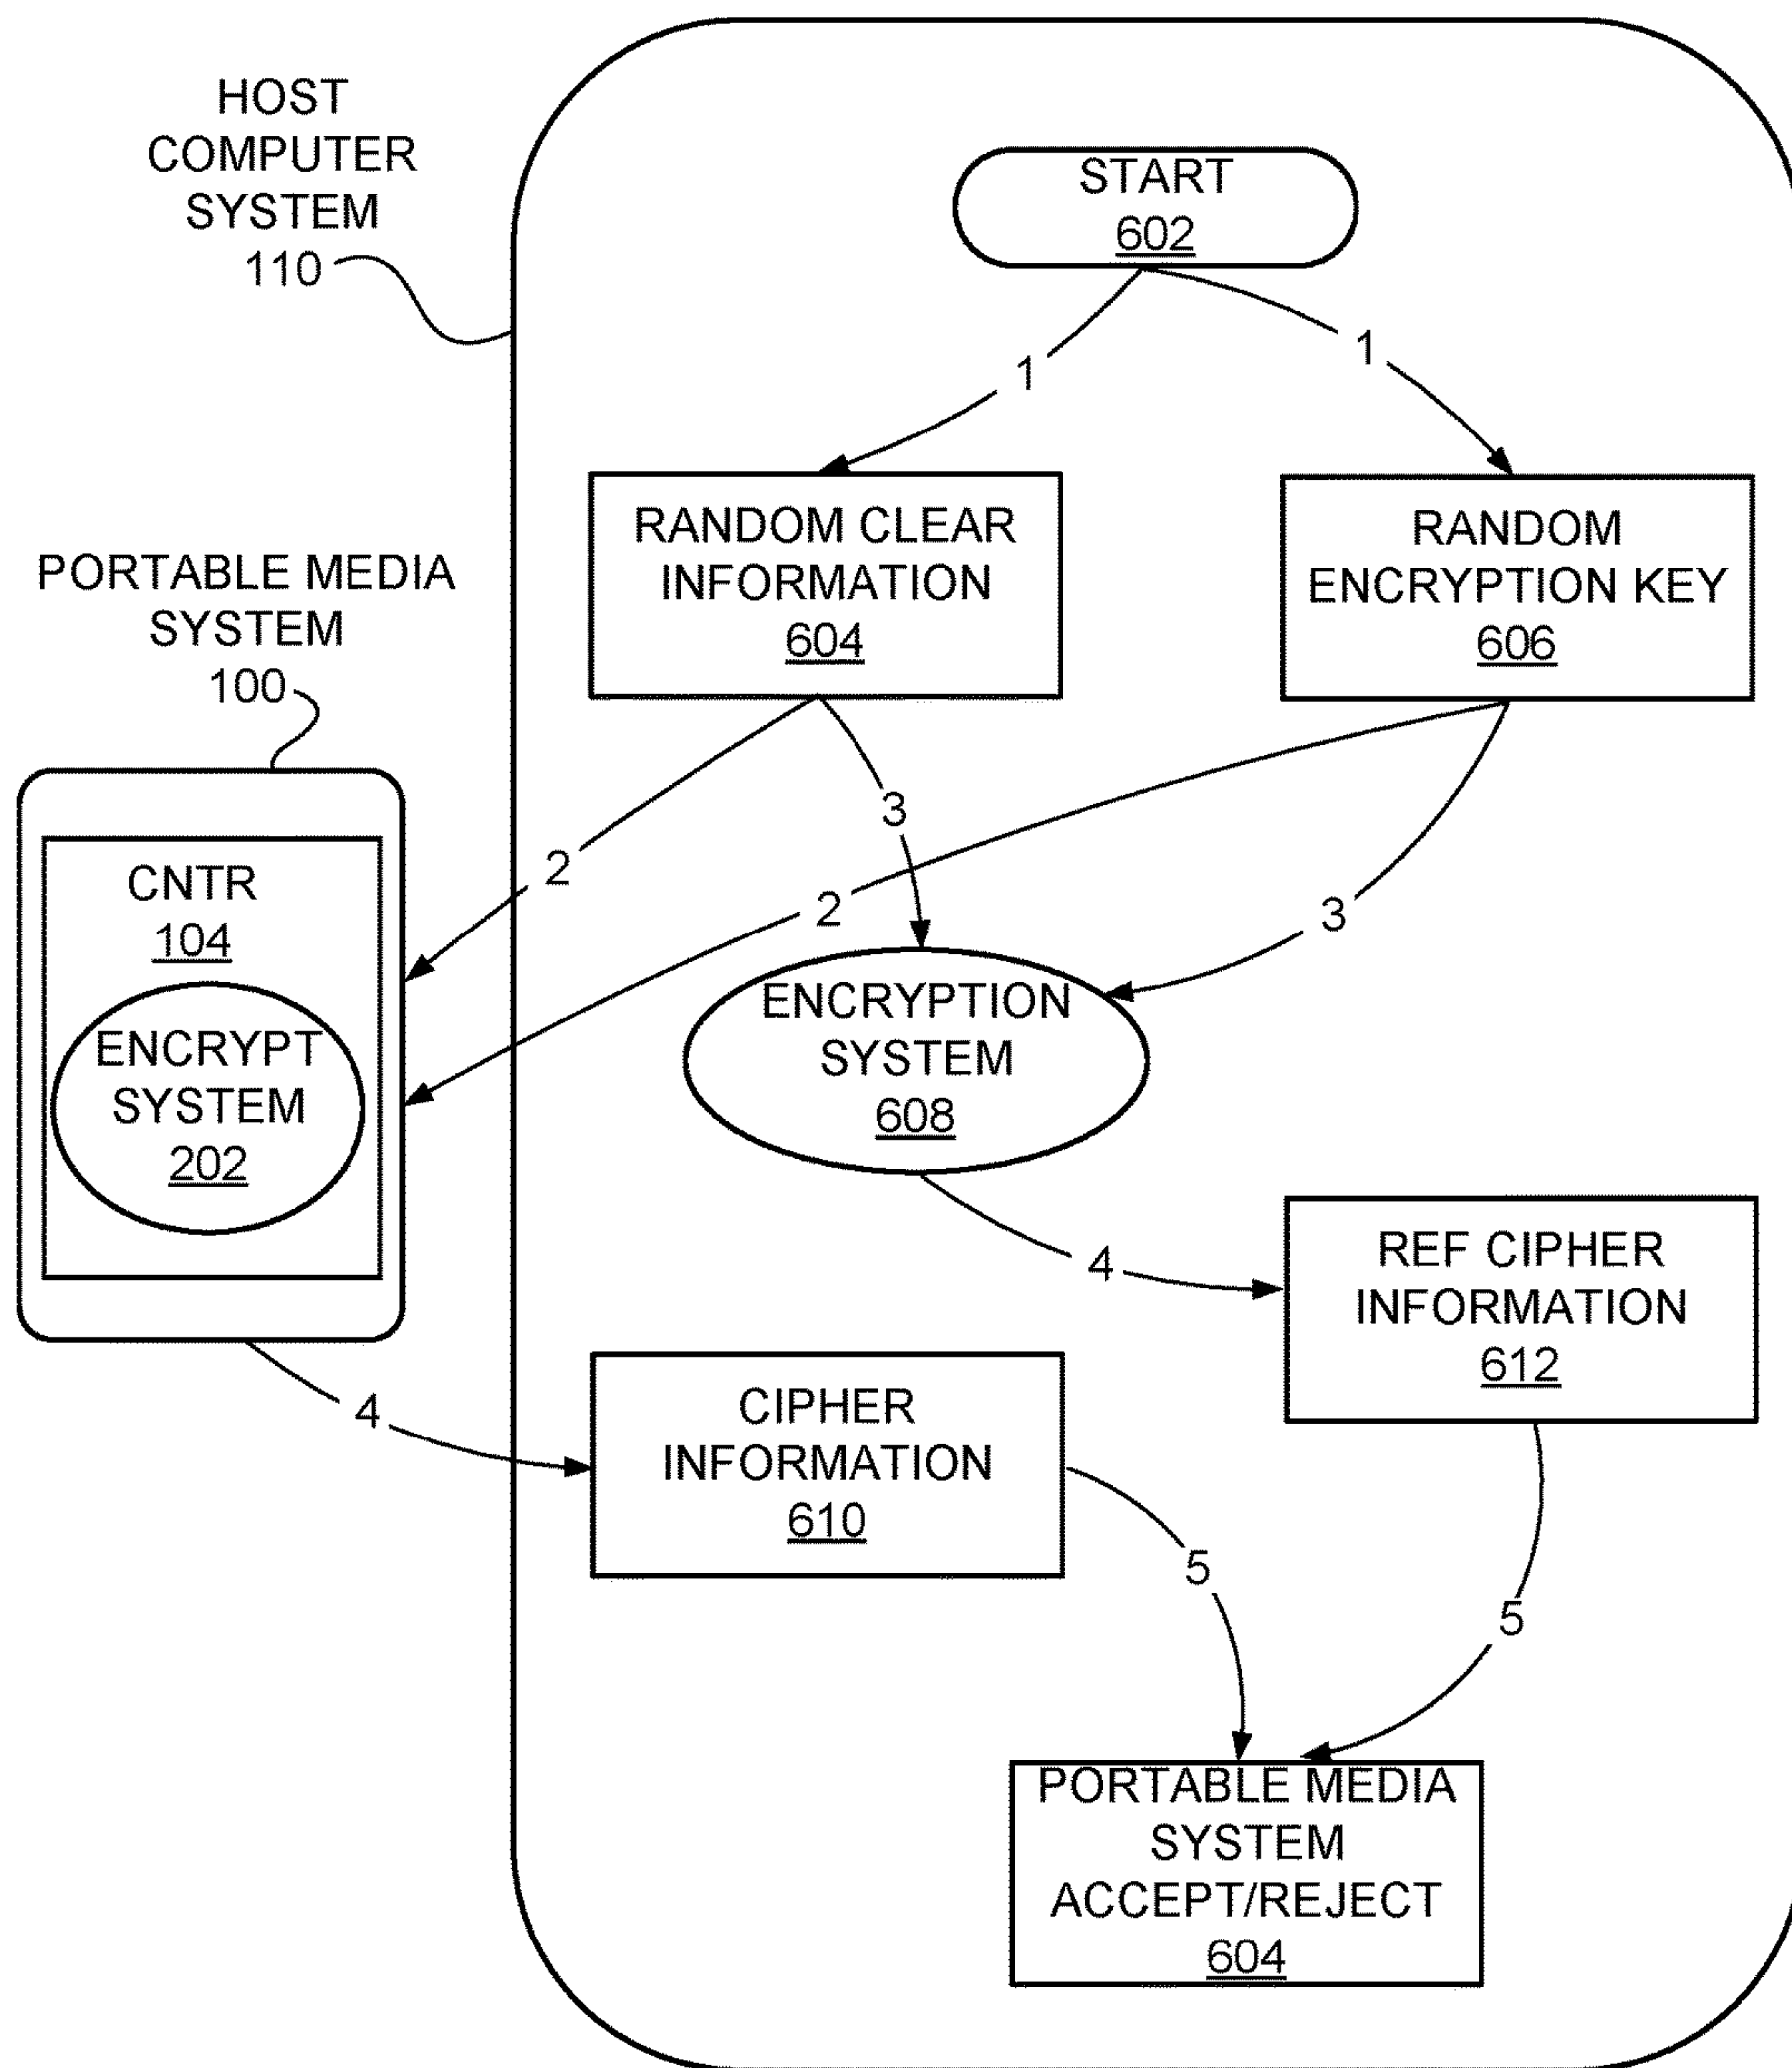 HOST
COMPUTER
SYSTEM
110
START
602
1
1
RANDOM CLEAR
INFORMATION
604
RANDOM
ENCRYPTION KEY
606
PORTABLE MEDIA
SYSTEM
100
CNTR
104
ENCRYPT
SYSTEM
202
2
2
3
3
ENCRYPTION
SYSTEM
608
4
4
REF CIPHER
INFORMATION
612
CIPHER
INFORMATION
610
5
5
PORTABLE MEDIA
SYSTEM
ACCEPT/REJECT
604